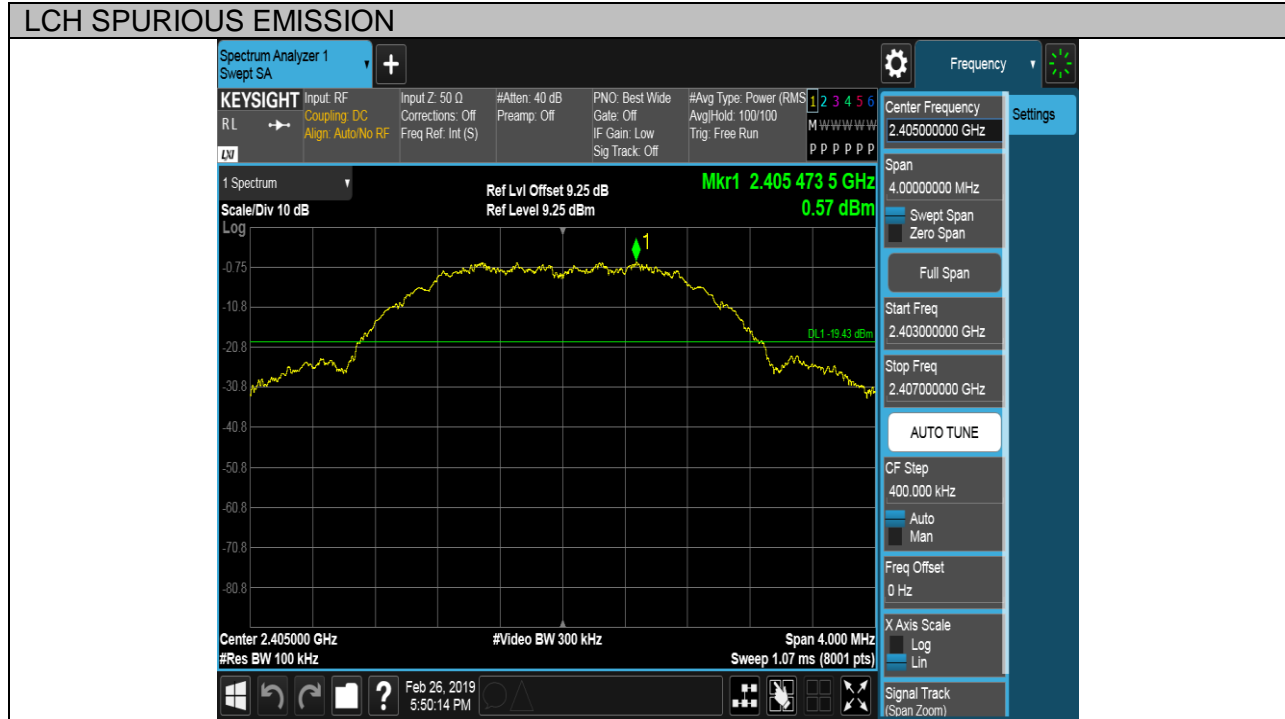 LCH SPURIOUS EMISSION
Spectrum Analyzer 1
Swept SA
+
Frequency
KEYSIGHT
RL
LXI
Input: RF
Coupling: DC
Align: Auto/No RF
Input Z: 50 Ω
Corrections: Off
Freq Ref: Int (S)
#Atten: 40 dB
Preamp: Off
PNO: Best Wide
Gate: Off
IF Gain: Low
Sig Track: Off
#Avg Type: Power (RMS
Avg|Hold: 100/100
Trig: Free Run
1 2 3 4 5 6
M W W W W W
P P P P P P
1 Spectrum
Scale/Div 10 dB
Ref Lvl Offset 9.25 dB
Ref Level 9.25 dBm
Mkr1 2.405 473 5 GHz
0.57 dBm
Log
1
-0.75
-10.8
DL1 -19.43 dBm
-20.8
-30.8
-40.8
-50.8
-60.8
-70.8
-80.8
Center 2.405000 GHz
#Res BW 100 kHz
#Video BW 300 kHz
Span 4.000 MHz
Sweep 1.07 ms (8001 pts)
Center Frequency
2.405000000 GHz
Settings
Span
4.00000000 MHz
Swept Span
Zero Span
Full Span
Start Freq
2.403000000 GHz
Stop Freq
2.407000000 GHz
AUTO TUNE
CF Step
400.000 kHz
Auto
Man
Freq Offset
0 Hz
X Axis Scale
Log
Lin
Signal Track
(Span Zoom)
?
Feb 26, 2019
5:50:14 PM